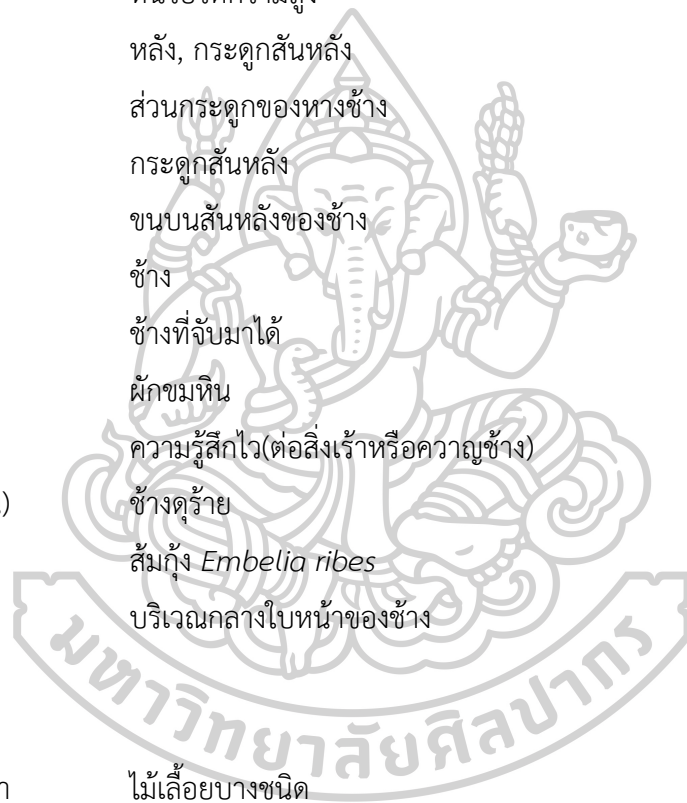 หลัง, กระดูกสันหลัง
ส่วนกระดูกของหางช้าง
กระดูกสันหลัง
ขนบนสันหลังของช้าง
ช้าง
ช้างที่จับมาได้
ผักขมหิน
ความรู้สึกไว(ต่อสิ่งเร้าหรือควาญช้าง)
) ช้างดุร้าย
ส้มกุ้ง Embelia ribes
บริเวณกลางใบหน้าของช้าง
มหาวิทยาลัยศิลปากร
า ไม้เลื้อยบางชนิด